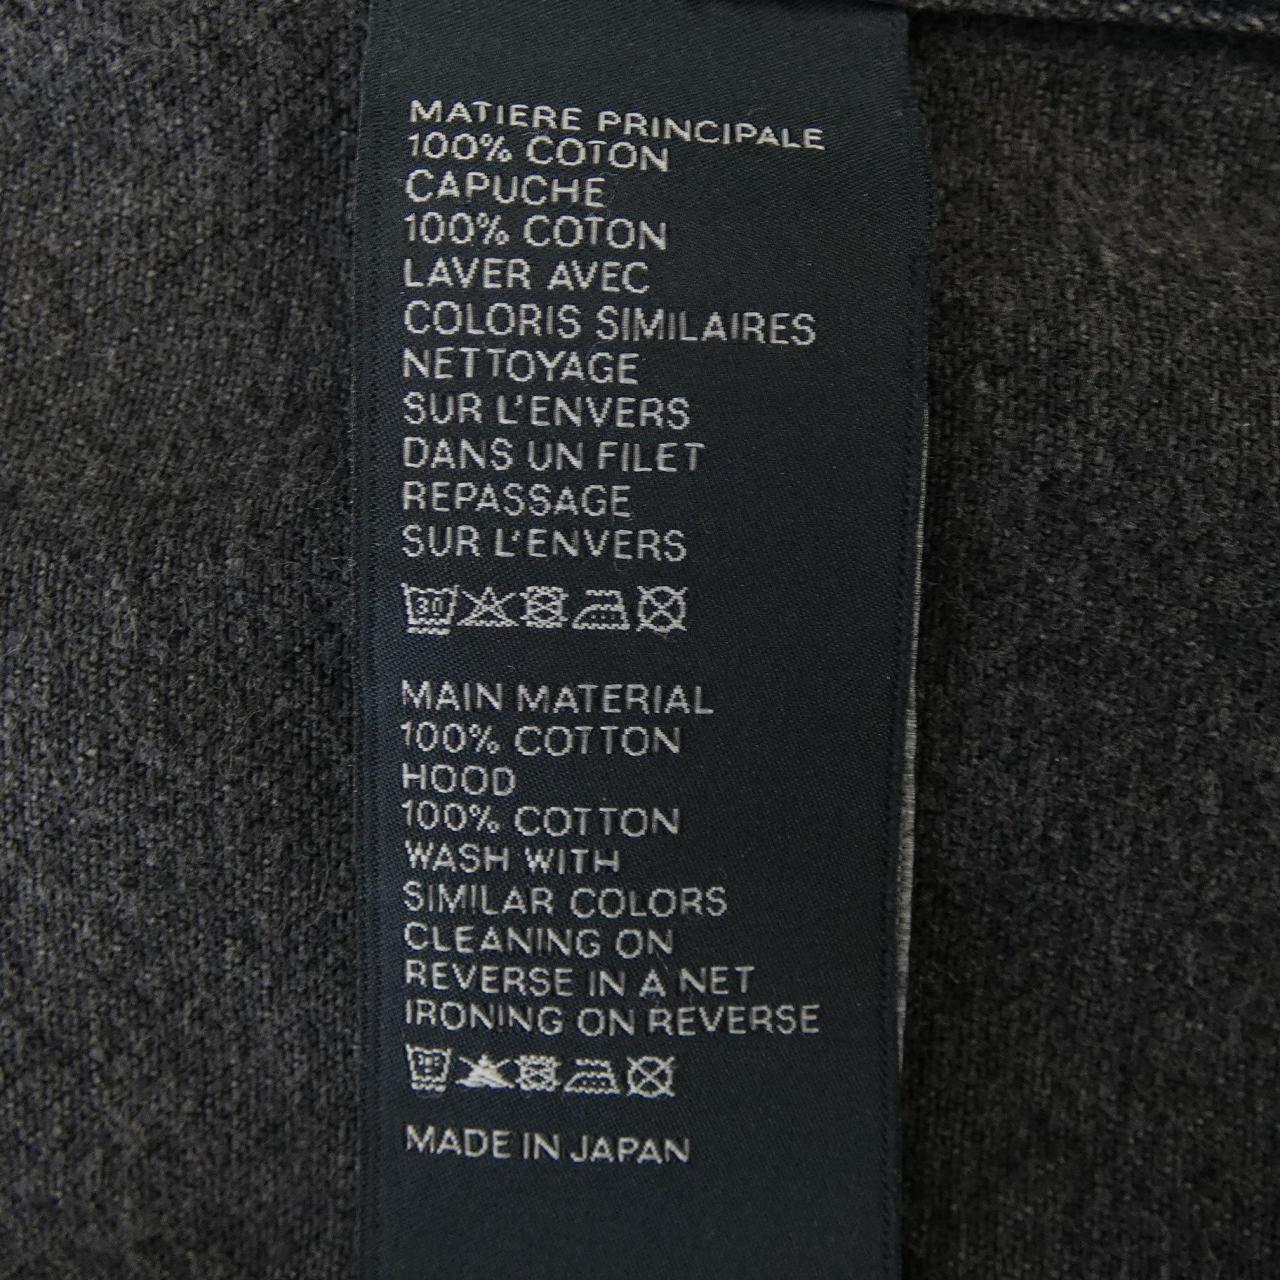 MATIERE PRINCIPALE
100% COTON
CAPUCHE
100% COTON
LAVER AVEC
COLORIS SIMILAIRES
NETTOYAGE
SUR L'ENVERS
DANS UN FILET
REPASSAGE
SUR L'ENVERS
30
MAIN MATERIAL
100% COTTON
HOOD
100% COTTON
WASH WITH
SIMILAR COLORS
CLEANING ON
REVERSE IN A NET
IRONING ON REVERSE
MADE IN JAPAN